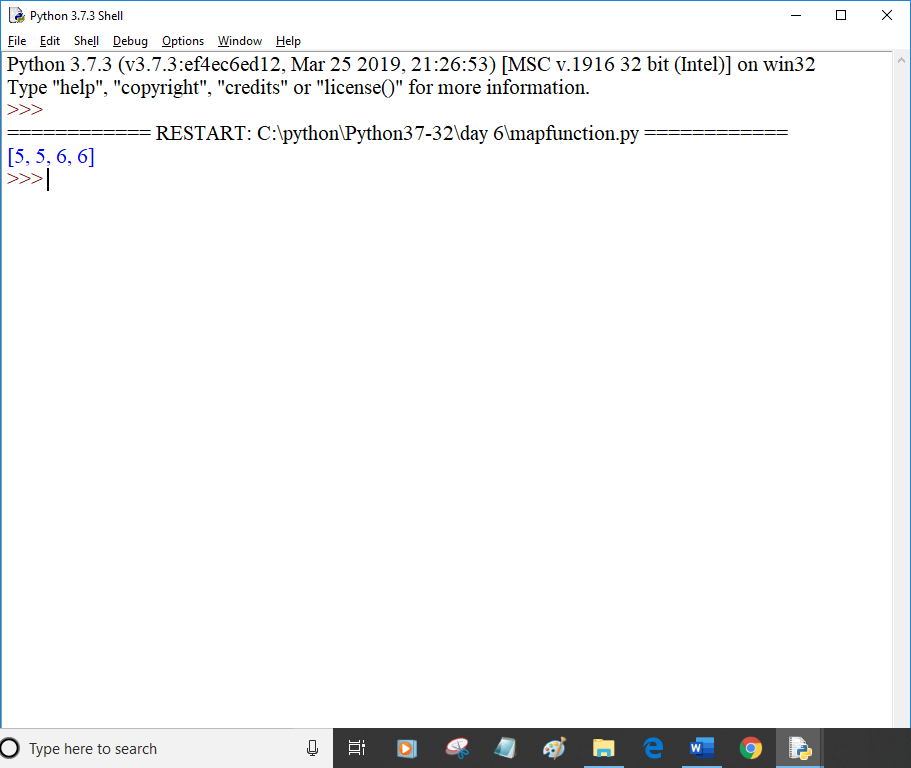 Python 3.7.3 Shell
File Edit Shell Debug Options Window Help
Python 3.7.3 (v3.7.3:ef4ec6ed12, Mar 25 2019, 21:26:53) [MSC v.1916 32 bit (Intel)] on win32
Type "help", "copyright", "credits" or "license()" for more information.
>>>
============ RESTART: C:\python\Python37-32\day 6\mapfunction.py ============
[5, 5, 6, 6]
>>>
Type here to search